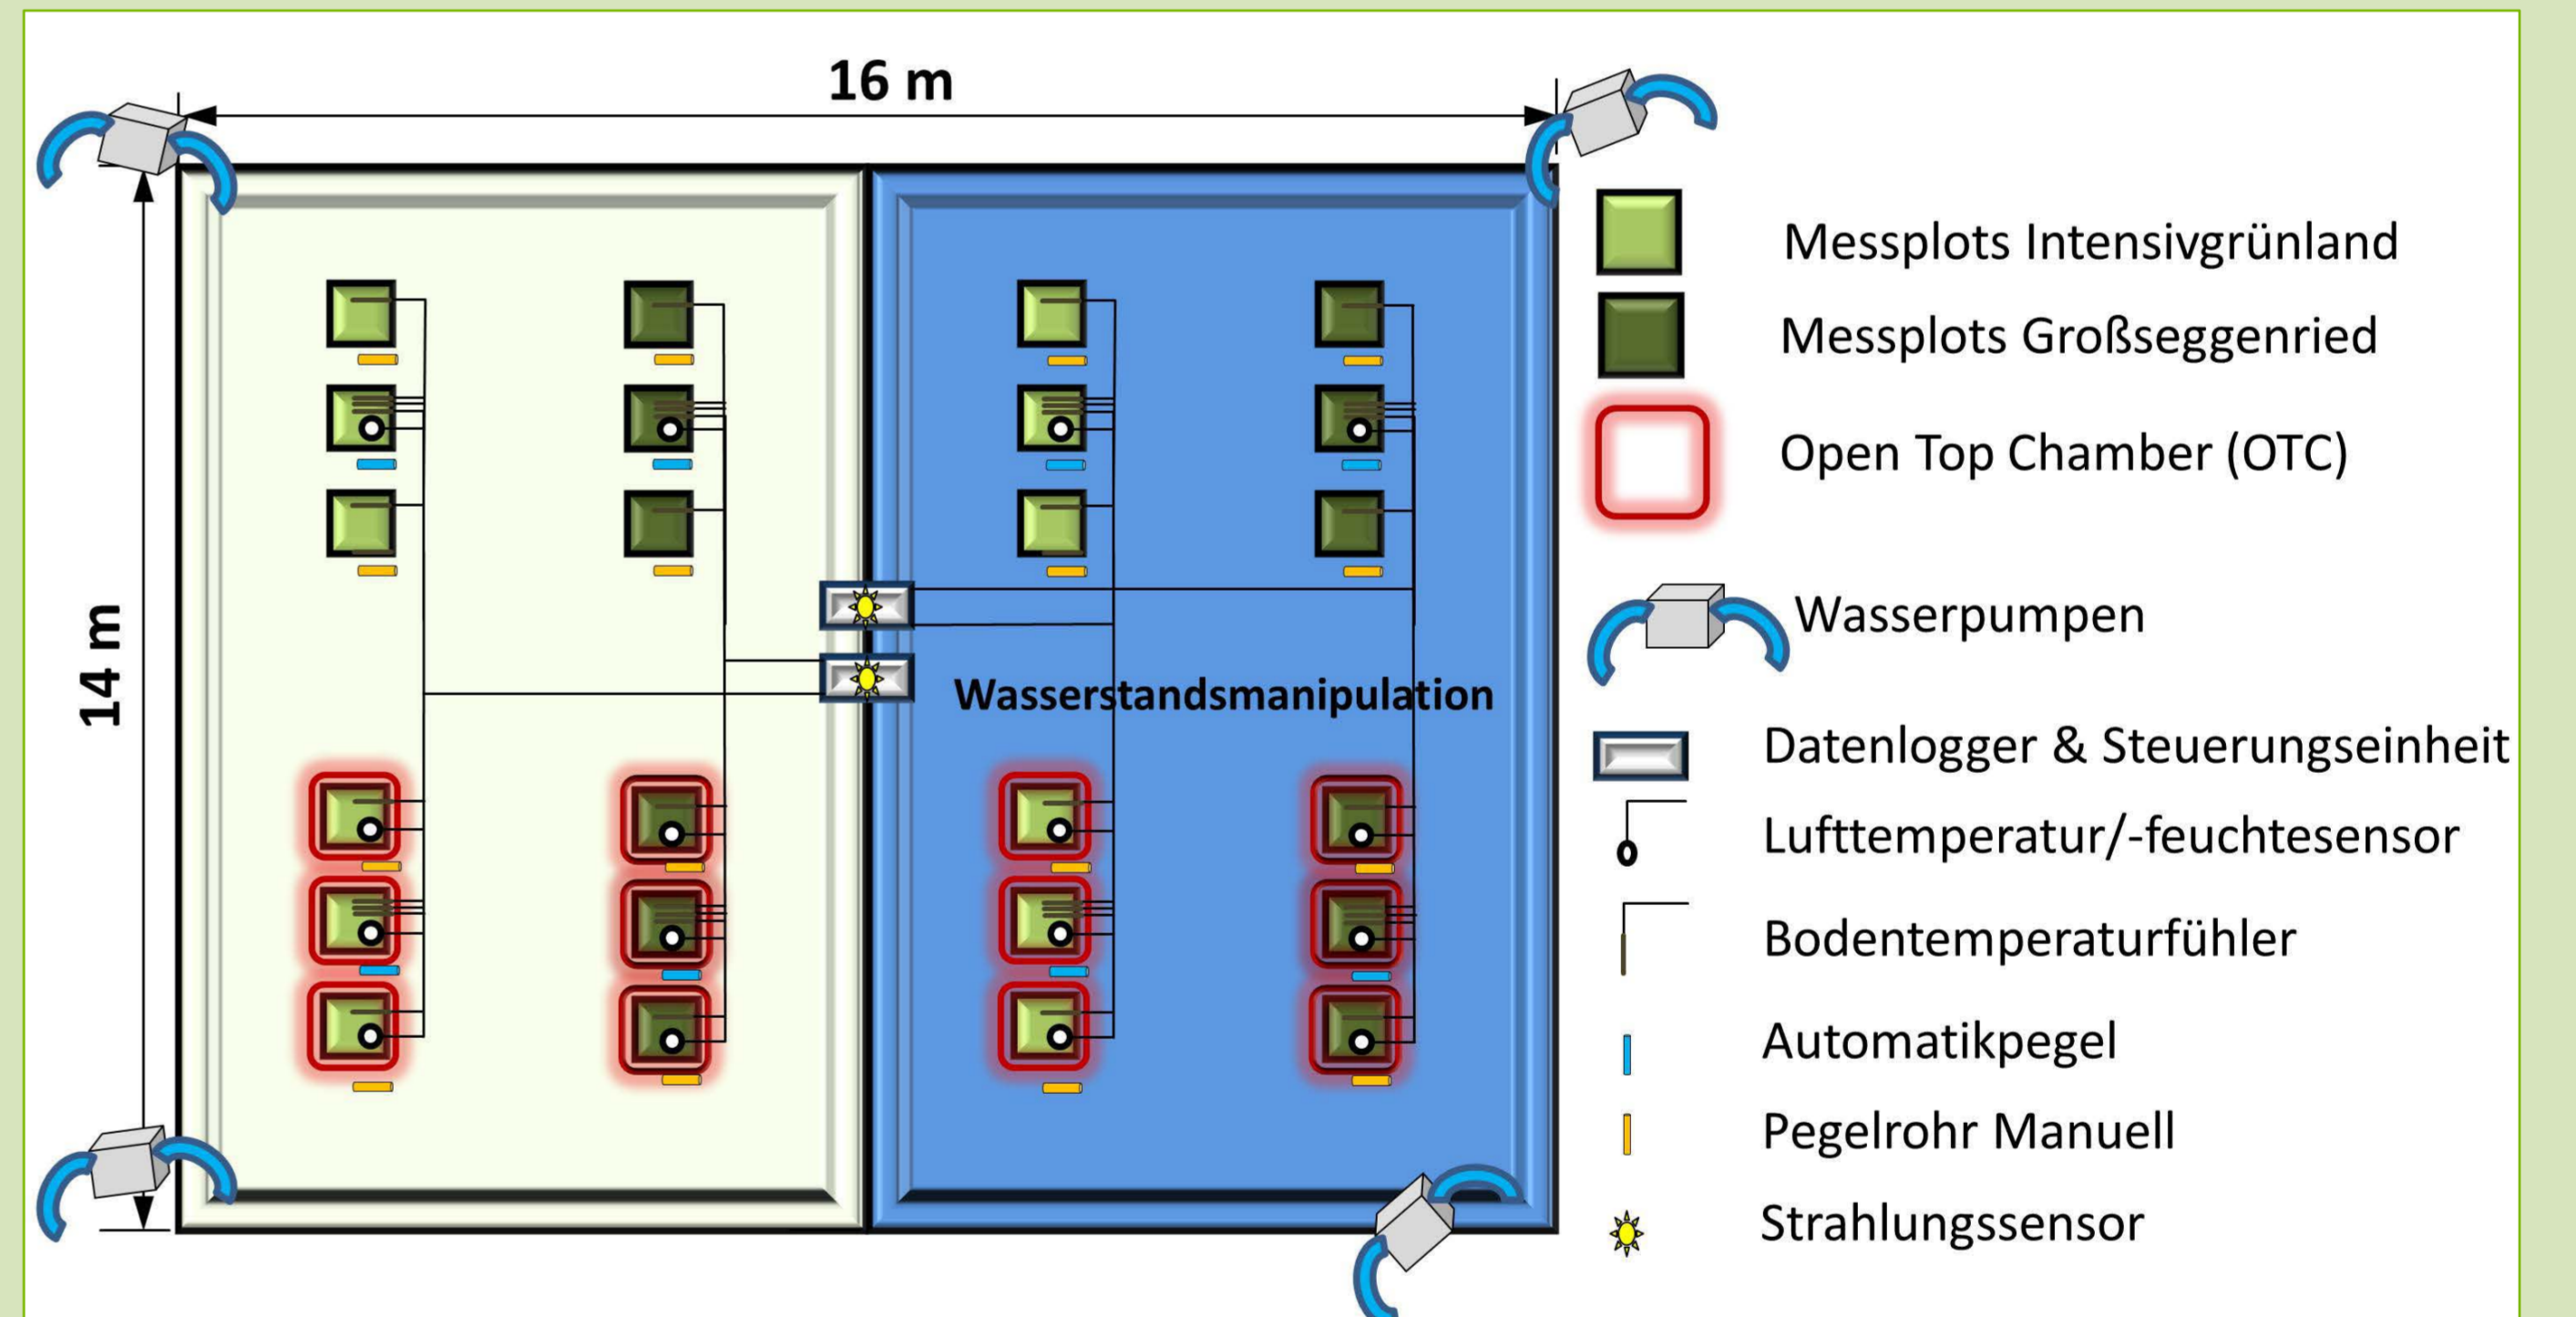 16 m
14 m
Wasserstandsmanipulation
Messplots Intensivgrünland
Messplots Großseggenried
Open Top Chamber (OTC)
Wasserpumpen
Datenlogger & Steuerungseinheit
Lufttemperatur/-feuchtesensor
Bodentemperaturfühler
Automatikpegel
Pegelrohr Manuell
Strahlungssensor